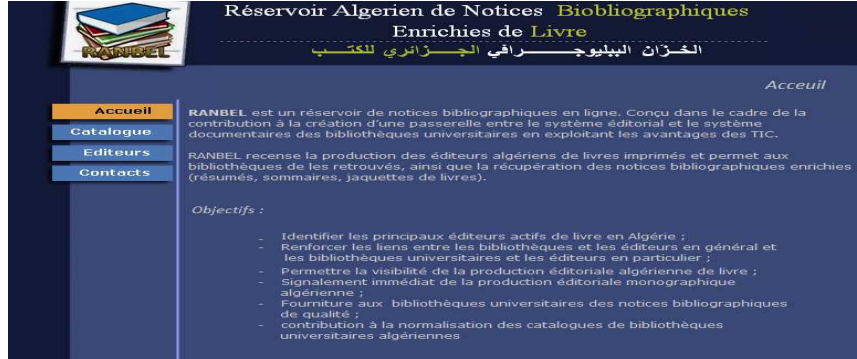 Réservoir Algerien de Notices Biobliographiques
Enrichies de Livre
الخـزان الببليوجـــــــرافي الجــــزائري للكتــــب
RANBEL
Acceuil
Accueil
Catalogue
Editeurs
Contacts
RANBEL est un réservoir de notices bibliographiques en ligne. Conçu dans le cadre de la
contribution à la création d'une passerelle entre le système éditorial et le système
documentaires des bibliothèques universitaires en exploitant les avantages des TIC.
RANBEL recense la production des éditeurs algériens de livres imprimés et permet aux
bibliothèques de les retrouvés, ainsi que la récupération des notices bibliographiques enrichies
(résumés, sommaires, jaquettes de livres).
Objectifs :
- Identifier les principaux éditeurs actifs de livre en Algérie ;
- Renforcer les liens entre les bibliothèques et les éditeurs en général et
les bibliothèques universitaires et les éditeurs en particulier ;
- Permettre la visibilité de la production éditoriale algérienne de livre ;
- Signalement immédiat de la production éditoriale monographique
algérienne ;
- Fourniture aux bibliothèques universitaires des notices bibliographiques
de qualité ;
- contribution à la normalisation des catalogues de bibliothèques
universitaires algériennes